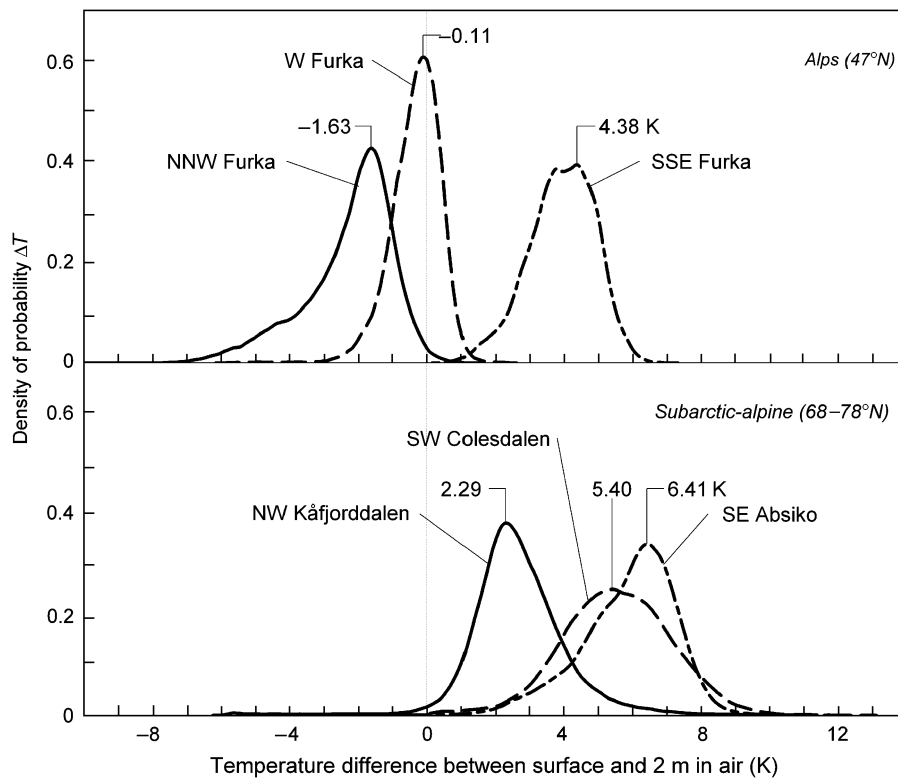 –0.11
0.6
W Furka
Alps (47°N)
–1.63
4.38 K
0.4
NNW Furka
SSE Furka
0.2
0
Density of probability ΔT
0.6
Subarctic-alpine (68–78°N)
SW Colesdalen
2.29
5.40
6.41 K
0.4
NW Kåfjorddalen
SE Absiko
0.2
0
–8
–4
0
4
8
12
Temperature difference between surface and 2 m in air (K)